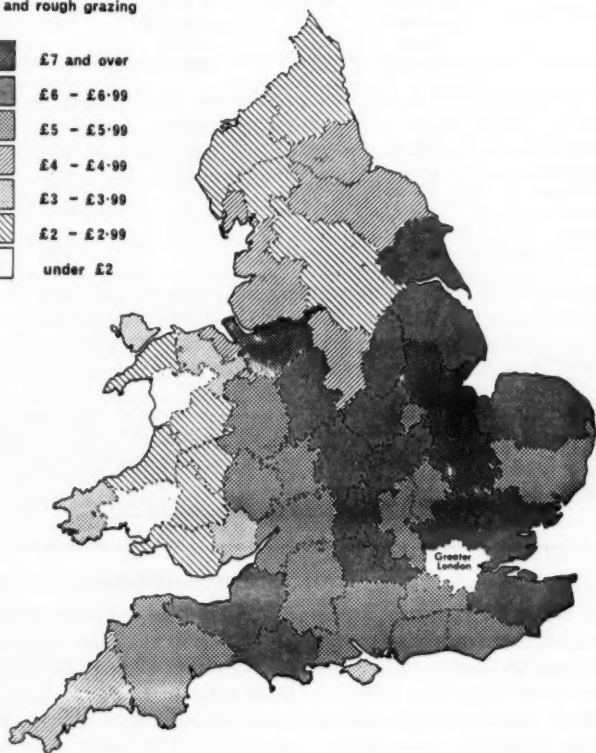 and rough grazing
£7 and over
£6 - £6·99
£5 - £5·99
£4 - £4·99
£3 - £3·99
£2 - £2·99
under £2
Greater
London